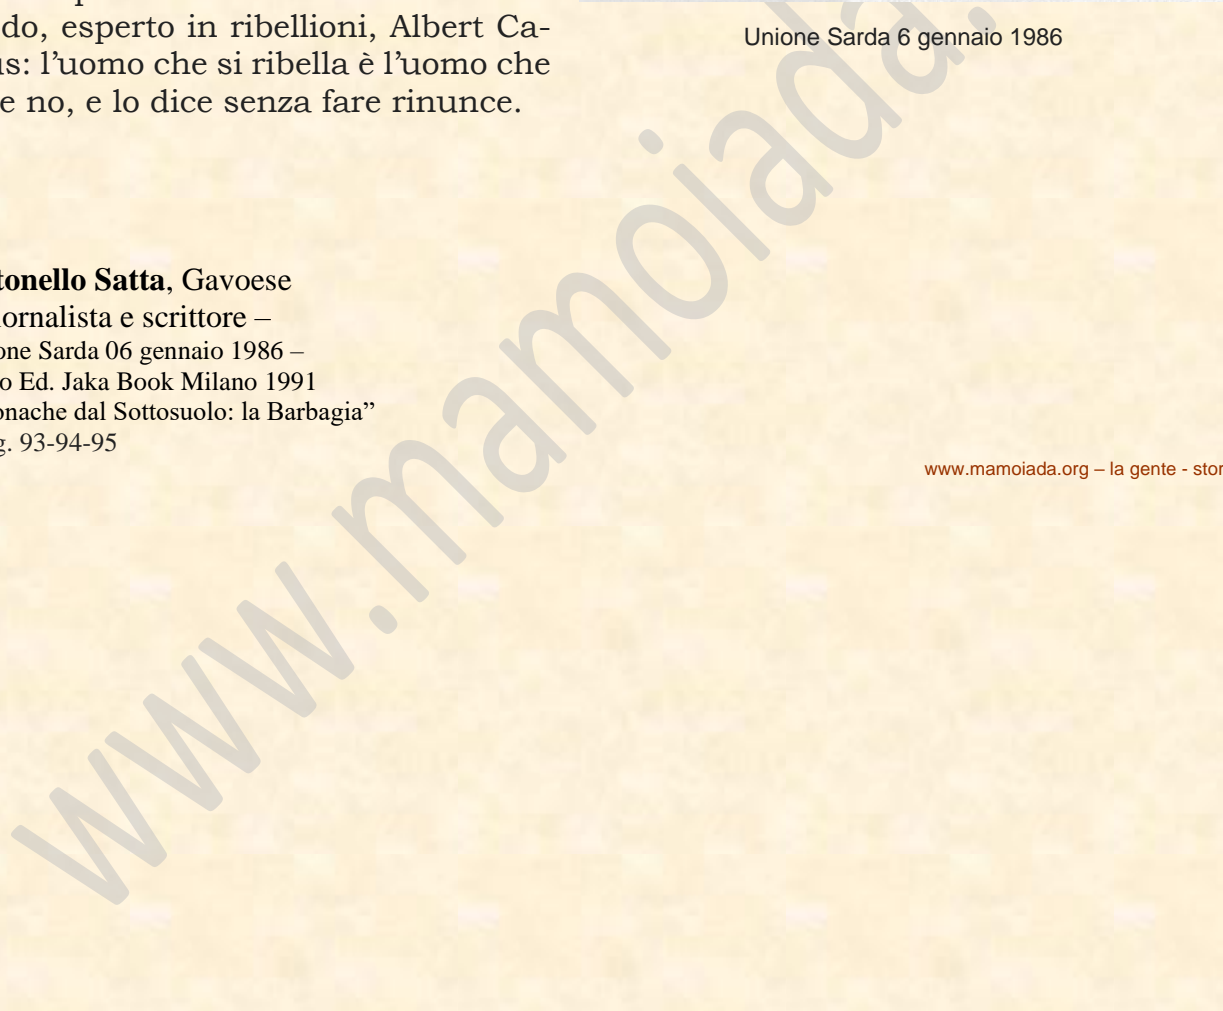 do, esperto in ribellioni, Albert Ca-
us: l’uomo che si ribella è l’uomo che
e no, e lo dice senza fare rinunce.
tonello Satta, Gavoese
iornalista e scrittore –
one Sarda 06 gennaio 1986 –
o Ed. Jaka Book Milano 1991
onache dal Sottosuolo: la Barbagia”
g. 93-94-95
Unione Sarda 6 gennaio 1986
www.mamoiada.org – la gente - stor
www.mamoiada.